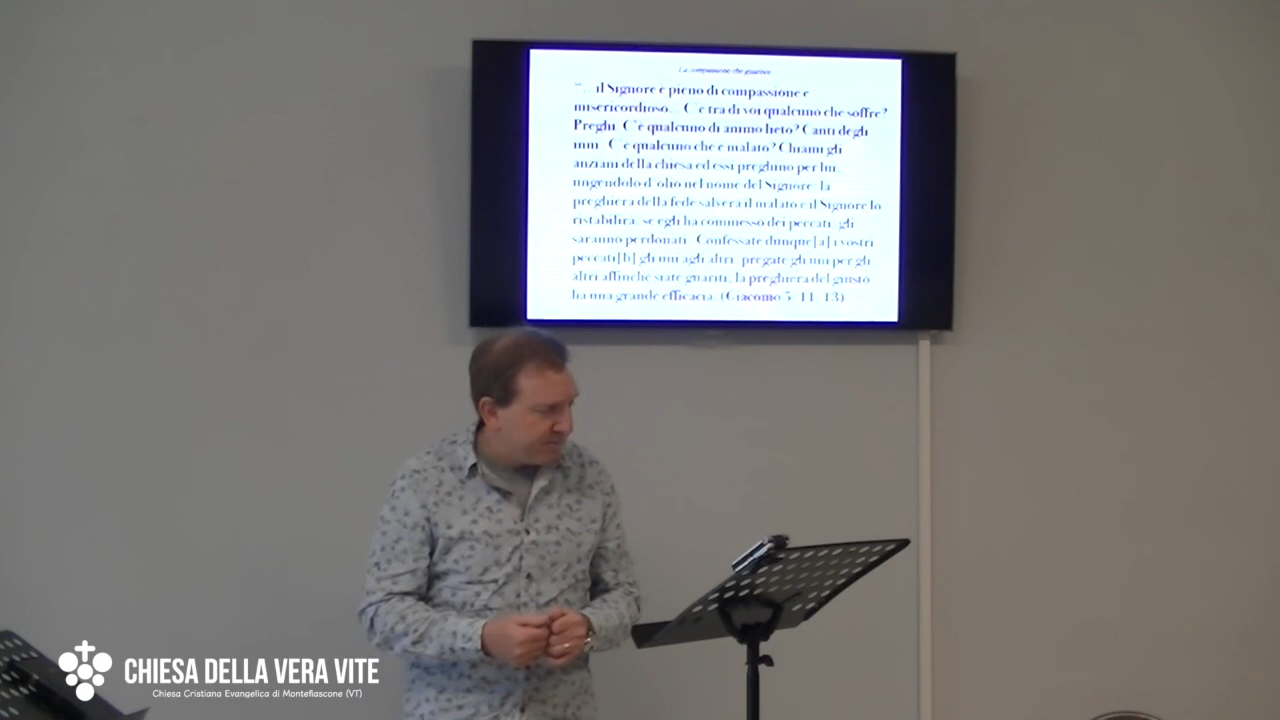 La compassione che guarisce
"... il Signore è pieno di compassione e
misericordioso... C'è tra di voi qualcuno che soffre?
Preghi. C'è qualcuno di animo lieto? Canti degli
inni. C'è qualcuno che è malato? Chiami gli
anziani della chiesa ed essi preghino per lui,
ungendolo d'olio nel nome del Signore: la
preghiera della fede salverà il malato e il Signore lo
ristabilirà; se egli ha commesso dei peccati, gli
saranno perdonati. Confessate dunque[a] i vostri
peccati[b] gli uni agli altri, pregate gli uni per gli
altri affinché siate guariti; la preghiera del giusto
ha una grande efficacia. (Giacomo 5:11, 13)
CHIESA DELLA VERA VITE
Chiesa Cristiana Evangelica di Montefiascone (VT)